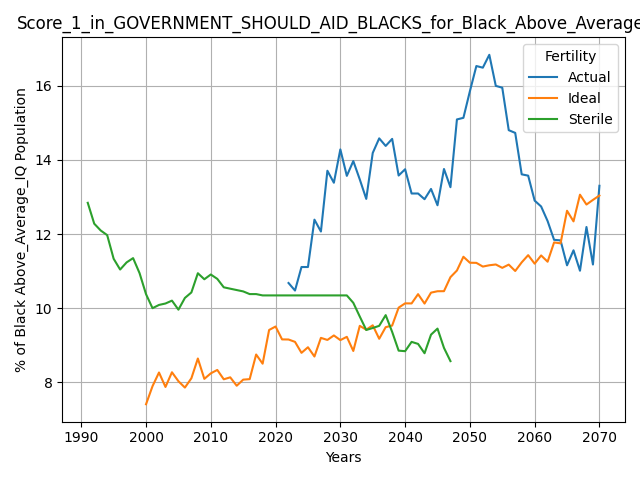 Score_1_in_GOVERNMENT_SHOULD_AID_BLACKS_for_Black_Above_Average
% of Black Above_Average_IQ Population
16
14
12
10
8
Fertility
Actual
Ideal
Sterile
1990 2000 2010 2020 2030 2040 2050 2060 2070
Years